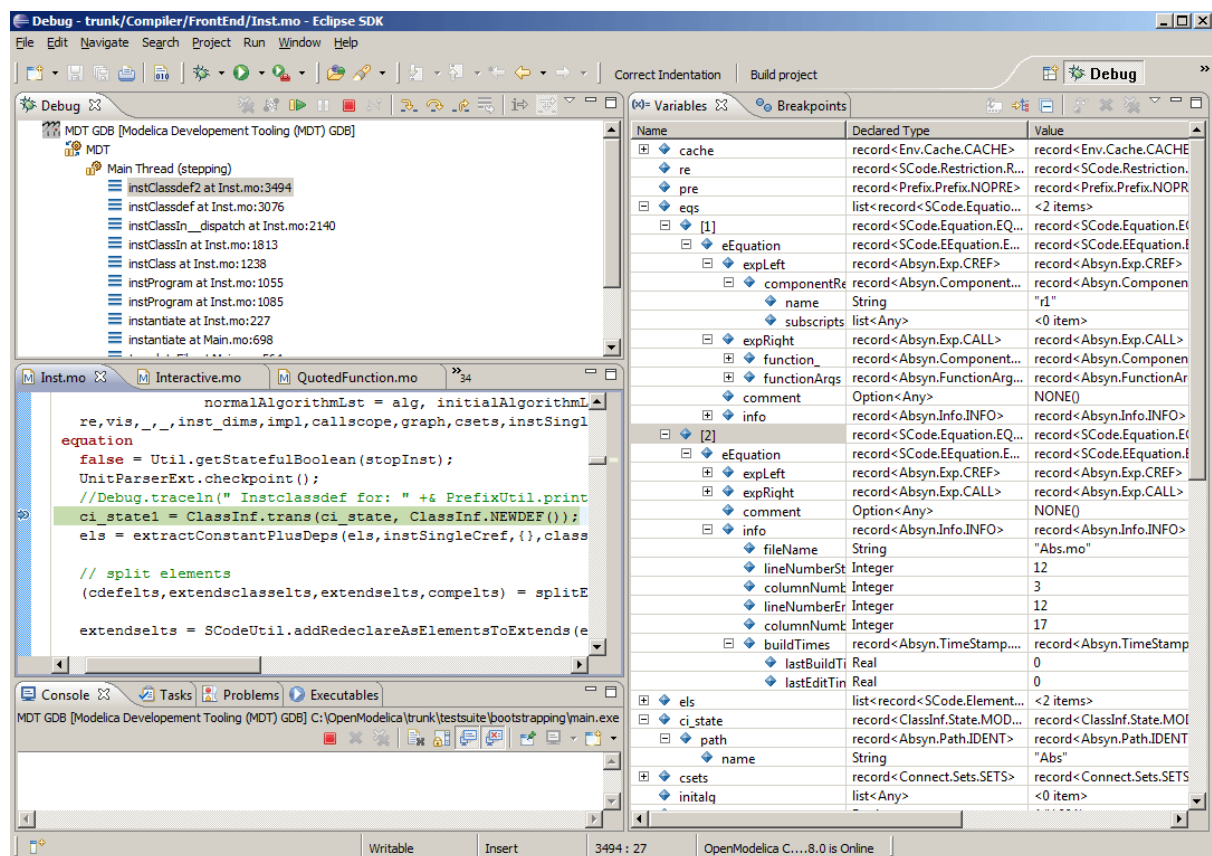 Debug - trunk/Compiler/FrontEnd/Inst.mo - Eclipse SDK
File Edit Navigate Search Project Run Window Help
Correct Indentation Build project Debug »
Debug
MDT GDB [Modelica Developement Tooling (MDT) GDB]
MDT
Main Thread (stepping)
instClassdef2 at Inst.mo:3494
instClassdef at Inst.mo:3076
instClassIn__dispatch at Inst.mo:2140
instClassIn at Inst.mo:1813
instClass at Inst.mo:1238
instProgram at Inst.mo:1055
instProgram at Inst.mo:1085
instantiate at Inst.mo:227
instantiate at Main.mo:698
Inst.mo Interactive.mo QuotedFunction.mo »34
normalAlgorithmLst = alg, initialAlgorithmL
re,vis,_,_,inst_dims,impl,callscope,graph,csets,instSingl
equation
false = Util.getStatefulBoolean(stopInst);
UnitParserExt.checkpoint();
//Debug.traceln(" Instclassdef for: " +& PrefixUtil.print
ci_state1 = ClassInf.trans(ci_state, ClassInf.NEWDEF());
els = extractConstantPlusDeps(els,instSingleCref,{},class
// split elements
(cdefelts,extendsclasselts,extendselts,compelts) = splitE
extendselts = SCodeUtil.addRedeclareAsElementsToExtends(e
Console Tasks Problems Executables
MDT GDB [Modelica Developement Tooling (MDT) GDB] C:\OpenModelica\trunk\testsuite\bootstrapping\main.exe
(x)= Variables Breakpoints
Name Declared Type Value
cache record<Env.Cache.CACHE> record<Env.Cache.CACHE
re record<SCode.Restriction.R... record<SCode.Restriction.
pre record<Prefix.Prefix.NOPRE> record<Prefix.Prefix.NOPR
eqs list<record<SCode.Equatio... <2 items>
[1] record<SCode.Equation.EQ... record<SCode.Equation.E(
eEquation record<SCode.EEquation.E... record<SCode.EEquation.E
expLeft record<Absyn.Exp.CREF> record<Absyn.Exp.CREF>
componentRe record<Absyn.Component... record<Absyn.Componen
name String "r1"
subscripts list<Any> <0 item>
expRight record<Absyn.Exp.CALL> record<Absyn.Exp.CALL>
function_ record<Absyn.Component... record<Absyn.Componen
functionArgs record<Absyn.FunctionArg... record<Absyn.FunctionAr
comment Option<Any> NONE()
info record<Absyn.Info.INFO> record<Absyn.Info.INFO>
[2] record<SCode.Equation.EQ... record<SCode.Equation.E(
eEquation record<SCode.EEquation.E... record<SCode.EEquation.E
expLeft record<Absyn.Exp.CREF> record<Absyn.Exp.CREF>
expRight record<Absyn.Exp.CALL> record<Absyn.Exp.CALL>
comment Option<Any> NONE()
info record<Absyn.Info.INFO> record<Absyn.Info.INFO>
fileName String "Abs.mo"
lineNumberSt Integer 12
columnNumb Integer 3
lineNumberEr Integer 12
columnNumb Integer 17
buildTimes record<Absyn.TimeStamp.... record<Absyn.TimeStamp
lastBuildTi Real 0
lastEditTin Real 0
els list<record<SCode.Element... <2 items>
ci_state record<ClassInf.State.MOD... record<ClassInf.State.MOI
path record<Absyn.Path.IDENT> record<Absyn.Path.IDENT
name String "Abs"
csets record<Connect.Sets.SETS> record<Connect.Sets.SETS
initalg list<Any> <0 item>
Writable Insert 3494 : 27 OpenModelica C....8.0 is Online